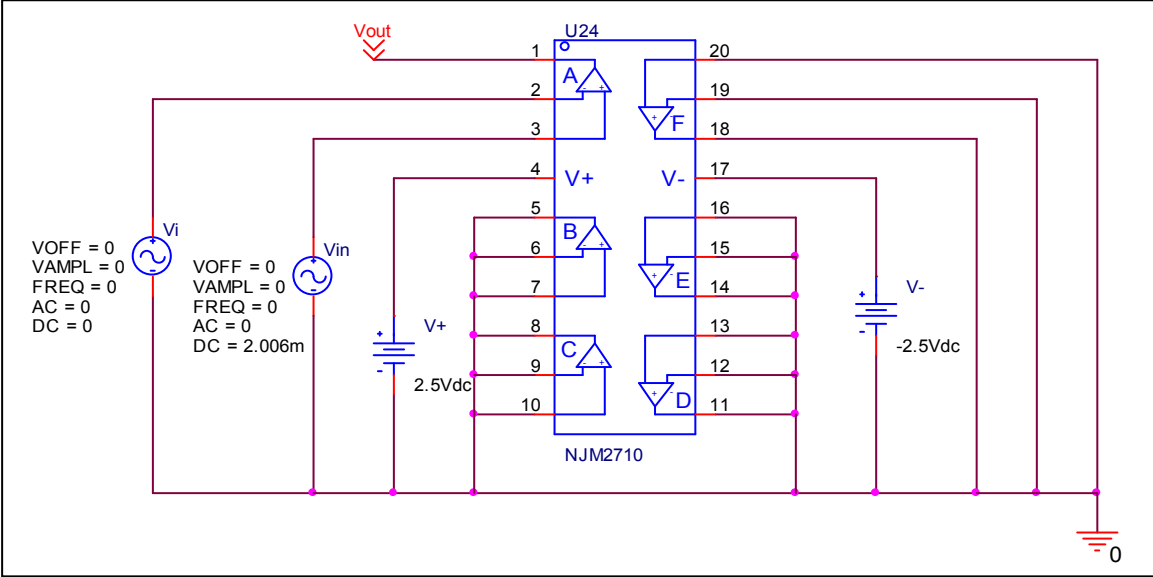 Vout
U24
1
20
A
- +
2
19
+ -
F
3
18
4
V+
V-
17
5
16
B
- +
6
15
+ -
E
7
14
8
13
C
- +
9
12
+ -
D
10
11
NJM2710
Vi
+
-
VOFF = 0
VAMPL = 0
FREQ = 0
AC = 0
DC = 0
Vin
+
-
VOFF = 0
VAMPL = 0
FREQ = 0
AC = 0
DC = 2.006m
V+
+
-
2.5Vdc
V-
+
-
-2.5Vdc
0